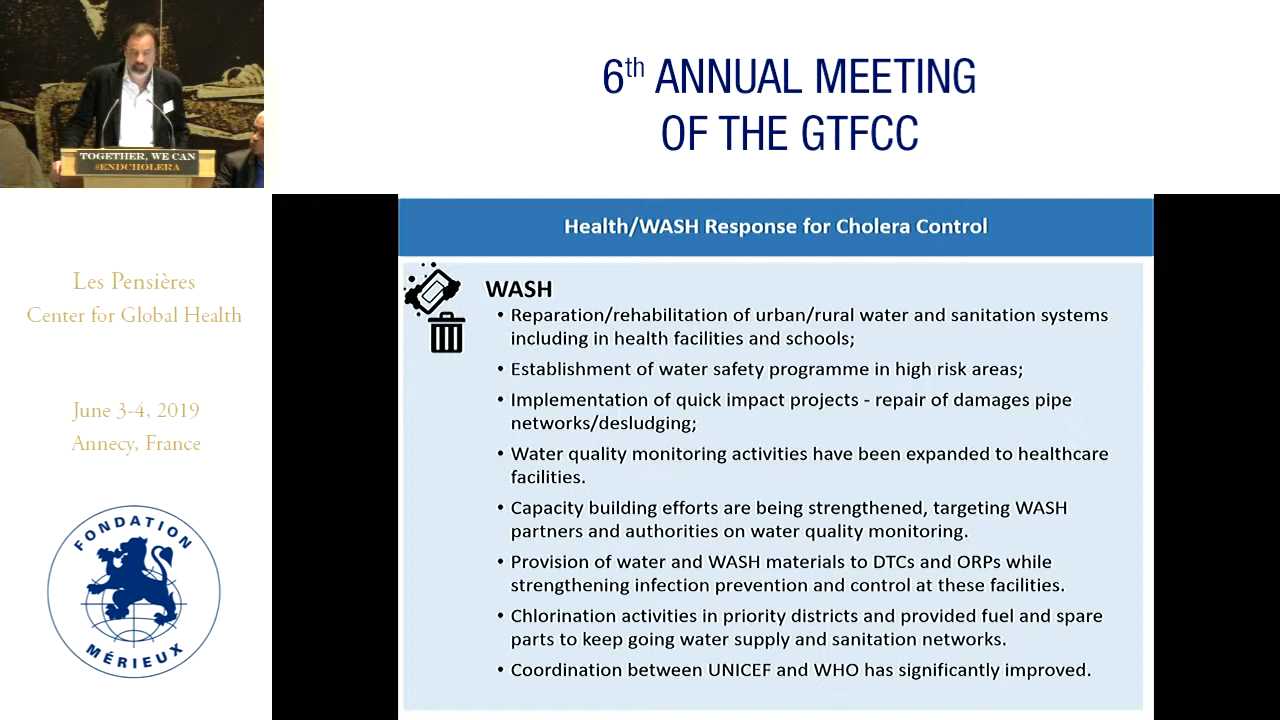 6th ANNUAL MEETING
OF THE GTFCC
TOGETHER, WE CAN
#ENDCHOLERA
Les Pensières
Center for Global Health
June 3-4, 2019
Annecy, France
FONDATION
MÉRIEUX
Health/WASH Response for Cholera Control
WASH
• Reparation/rehabilitation of urban/rural water and sanitation systems
including in health facilities and schools;
• Establishment of water safety programme in high risk areas;
• Implementation of quick impact projects - repair of damages pipe
networks/desludging;
• Water quality monitoring activities have been expanded to healthcare
facilities.
• Capacity building efforts are being strengthened, targeting WASH
partners and authorities on water quality monitoring.
• Provision of water and WASH materials to DTCs and ORPs while
strengthening infection prevention and control at these facilities.
• Chlorination activities in priority districts and provided fuel and spare
parts to keep going water supply and sanitation networks.
• Coordination between UNICEF and WHO has significantly improved.